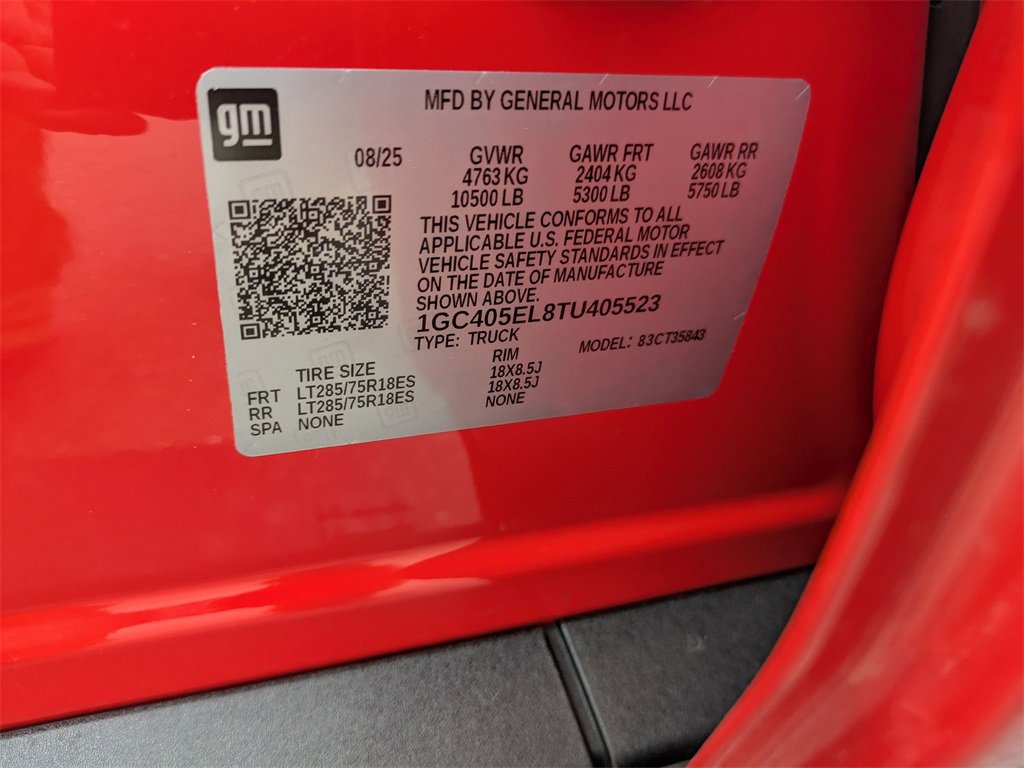 gm
MFD BY GENERAL MOTORS LLC
08/25 GVWR GAWR FRT GAWR RR
4763 KG 2404 KG 2608 KG
10500 LB 5300 LB 5750 LB
THIS VEHICLE CONFORMS TO ALL
APPLICABLE U.S. FEDERAL MOTOR
VEHICLE SAFETY STANDARDS IN EFFECT
ON THE DATE OF MANUFACTURE
SHOWN ABOVE.
1GC405EL8TU405523
TYPE: TRUCK MODEL: 83CT35843
TIRE SIZE RIM
FRT LT285/75R18ES 18X8.5J
RR LT285/75R18ES 18X8.5J
SPA NONE NONE